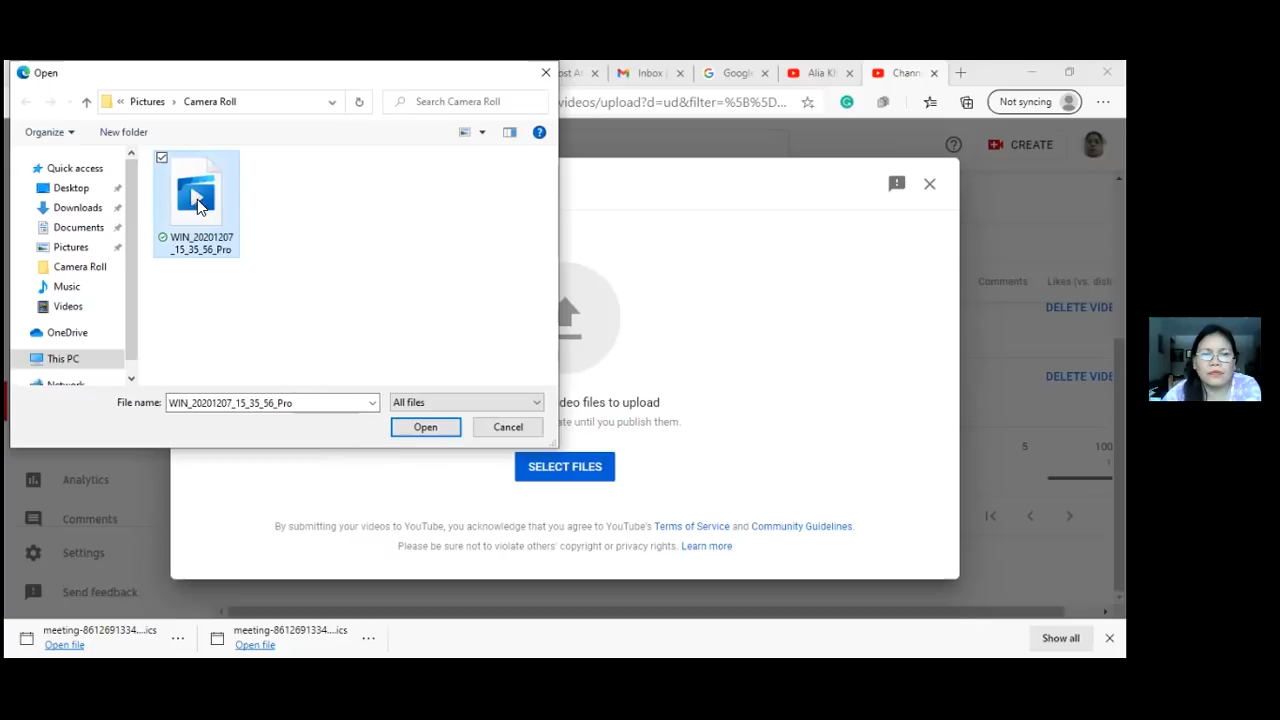 Open
ost A
Inbox
Google
Alia Kh
Chann
Pictures
Camera Roll
Search Camera Roll
videos/upload?d=ud&filter=%5B%5D...
Not syncing
Organize
New folder
CREATE
Quick access
Desktop
Downloads
Documents
Pictures
Camera Roll
Music
Videos
OneDrive
This PC
Network
WIN_20201207
_15_35_56_Pro
File name:
WIN_20201207_15_35_56_Pro
All files
Open
Cancel
Comments
Likes (vs. disli
DELETE VIDE
DELETE VIDE
5
100
deo files to upload
ate until you publish them.
SELECT FILES
By submitting your videos to YouTube, you acknowledge that you agree to YouTube's Terms of Service and Community Guidelines.
Please be sure not to violate others' copyright or privacy rights. Learn more
Analytics
Comments
Settings
Send feedback
meeting-8612691334....ics
Open file
meeting-8612691334....ics
Open file
Show all